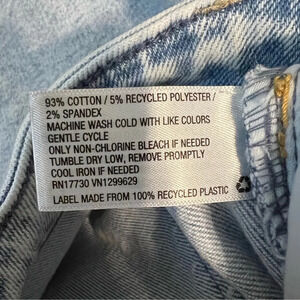 93% COTTON / 5% RECYCLED POLYESTER /
2% SPANDEX
MACHINE WASH COLD WITH LIKE COLORS
GENTLE CYCLE
ONLY NON-CHLORINE BLEACH IF NEEDED
TUMBLE DRY LOW, REMOVE PROMPTLY
COOL IRON IF NEEDED
RN17730 VN1299629
LABEL MADE FROM 100% RECYCLED PLASTIC